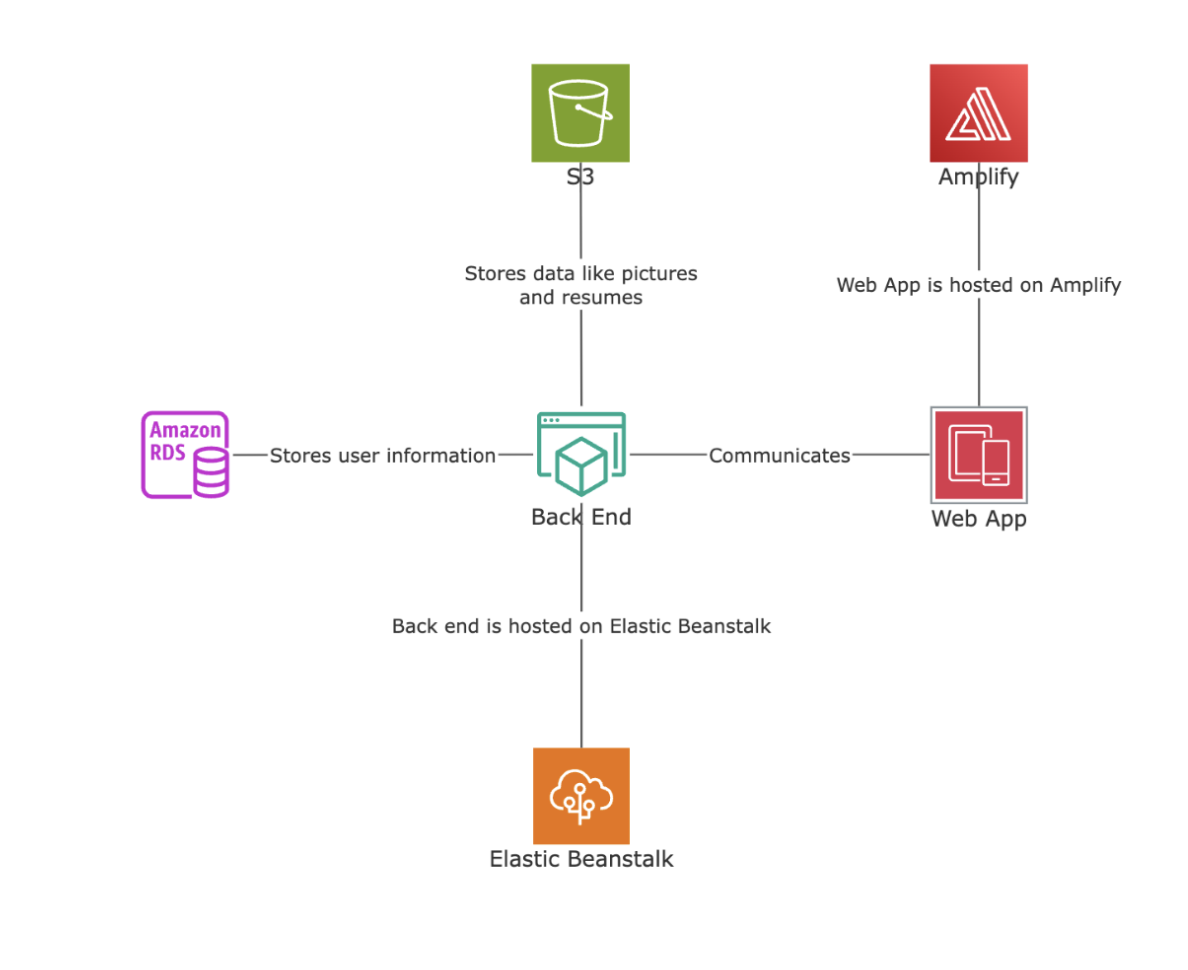 S3
Amplify
Stores data like pictures
and resumes
Web App is hosted on Amplify
Amazon
RDS
Stores user information
Communicates
Back End
Web App
Back end is hosted on Elastic Beanstalk
Elastic Beanstalk